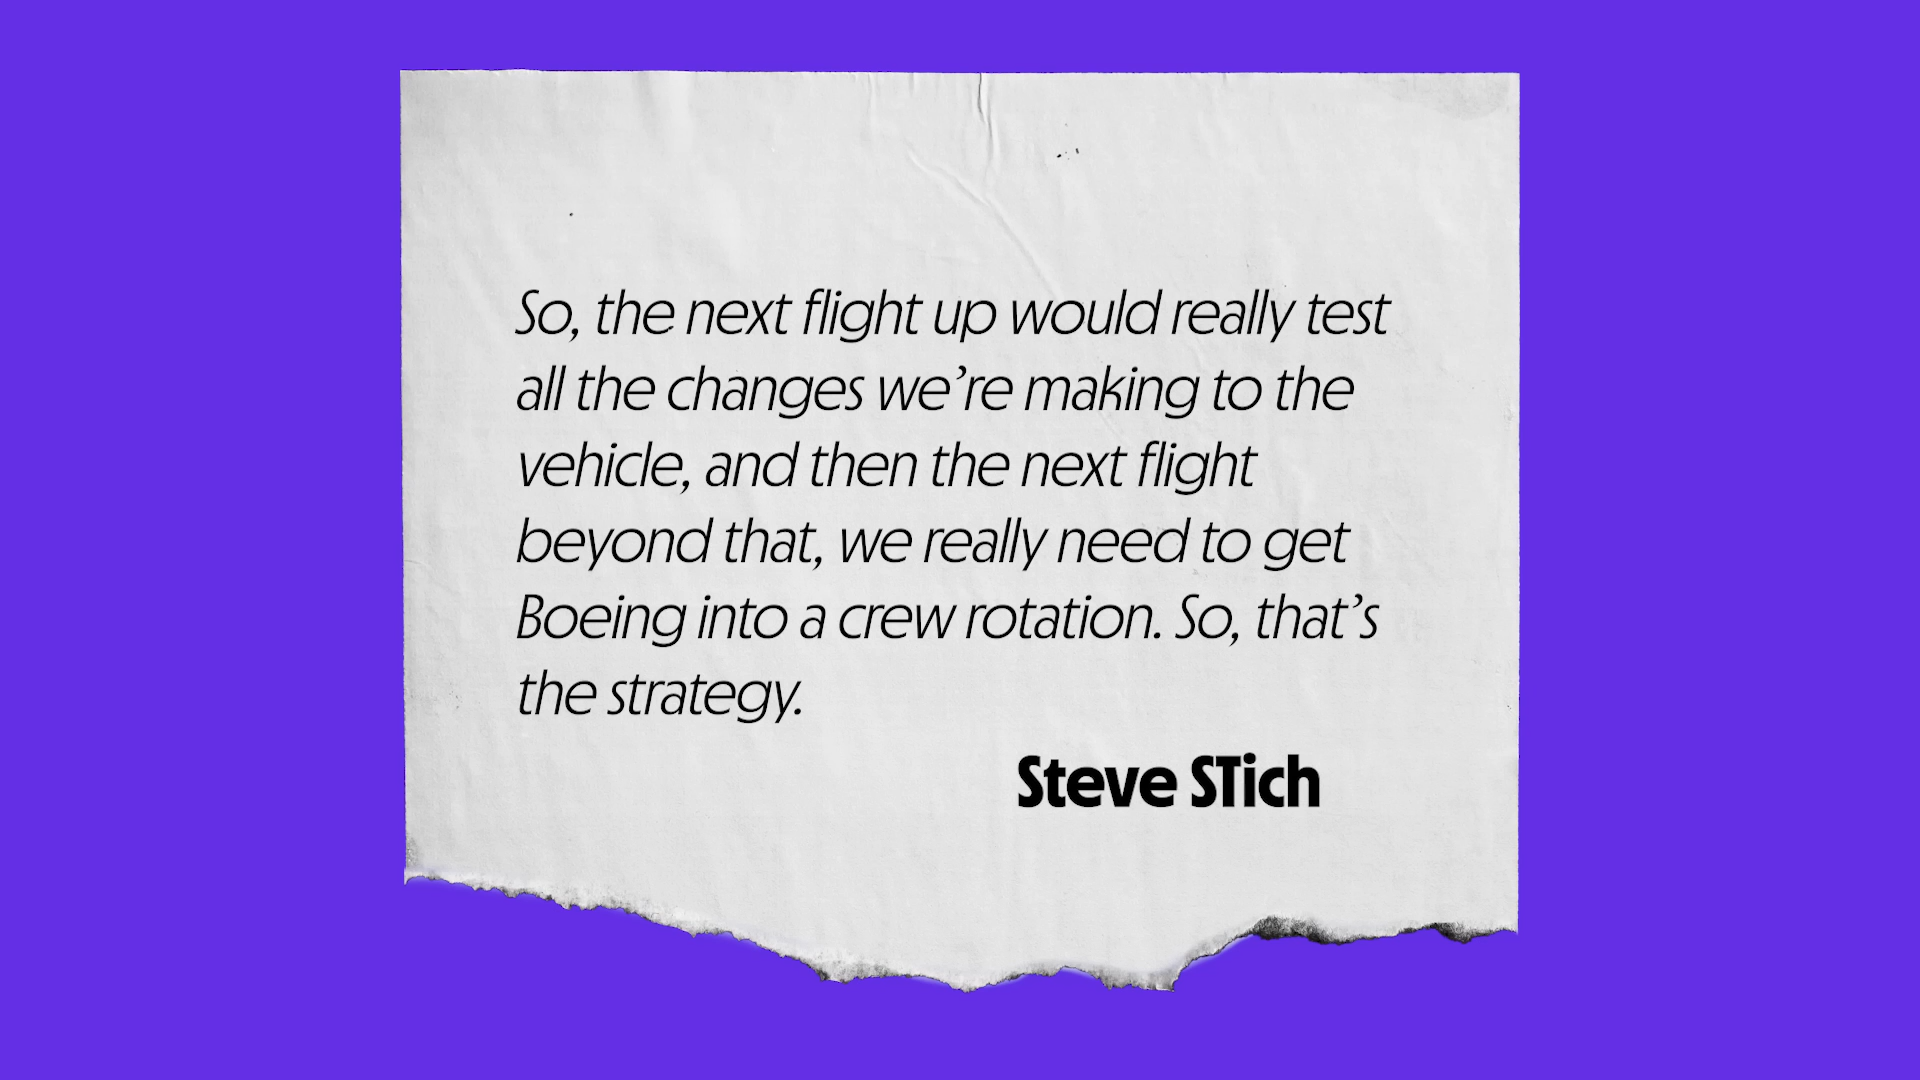 So, the next flight up would really test
all the changes we’re making to the
vehicle, and then the next flight
beyond that, we really need to get
Boeing into a crew rotation. So, that’s
the strategy.
Steve STich